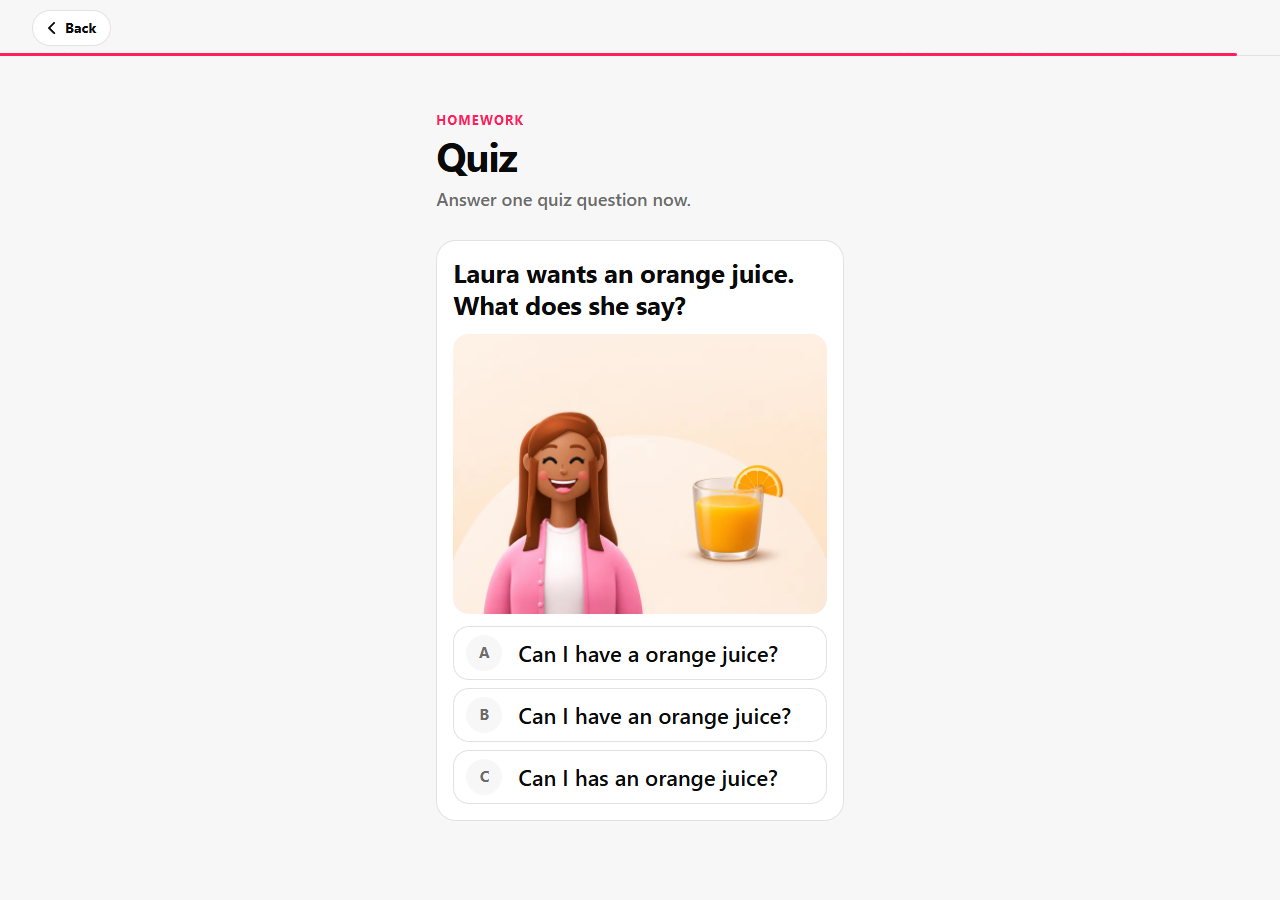 Back
HOMEWORK
Quiz
Answer one quiz question now.
Laura wants an orange juice.
What does she say?
A Can I have a orange juice?
B Can I have an orange juice?
C Can I has an orange juice?